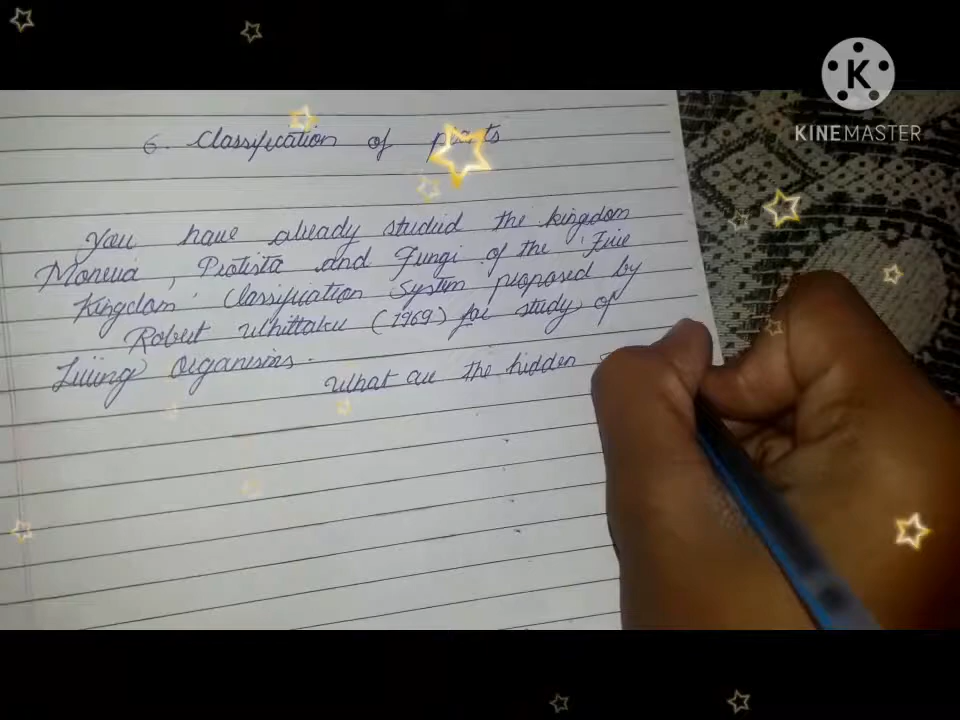 6. Classification of plants
KINEMASTER
You have already studied the kingdom
Monera, Protista and Fungi of the 'Five
Kingdom' Classification System proposed by
Robert Whittaker (1969) for study of
Living Organisms.
What are the hidden